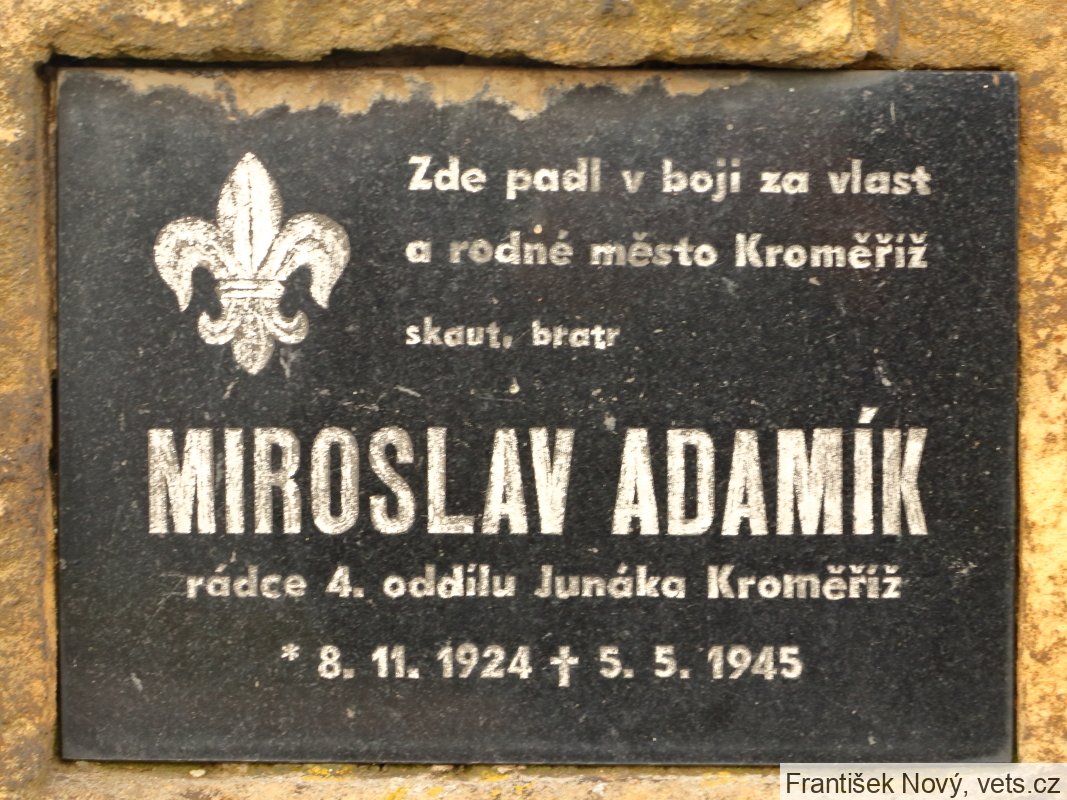 Zde padl v boji za vlast
a rodné město Kroměříž
skaut, bratr
MIROSLAV ADAMÍK
rádce 4. oddílu Junáka Kroměříž
* 8. 11. 1924 ✝ 5. 5. 1945
František Nový, vets.cz